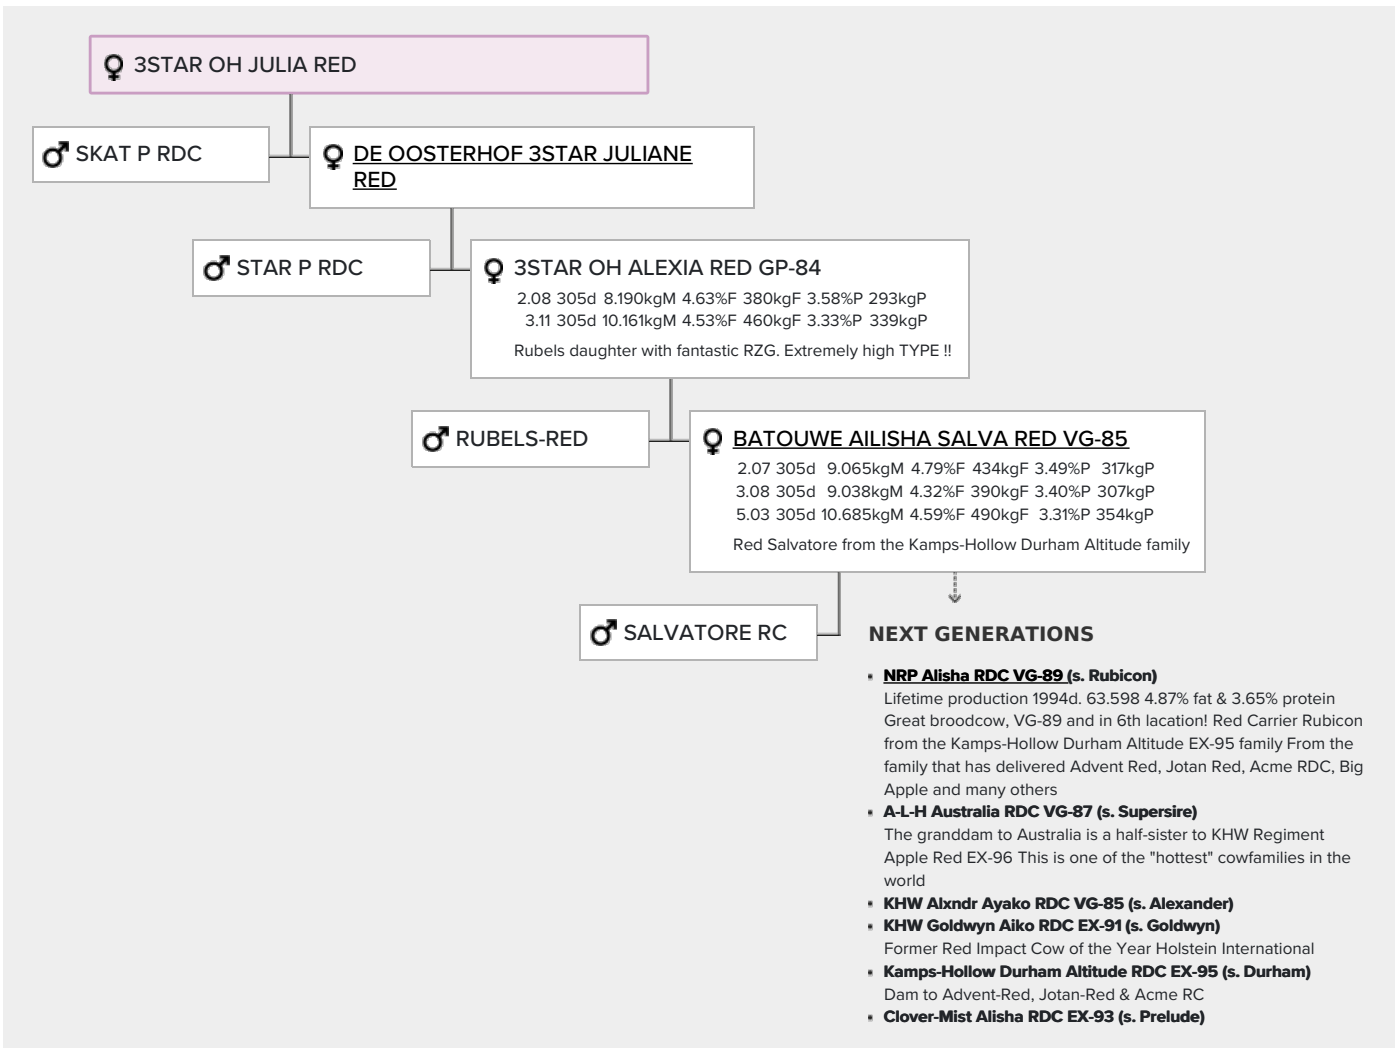 3STAR OH JULIA RED
SKAT P RDC
DE OOSTERHOF 3STAR JULIANE
RED
STAR P RDC
3STAR OH ALEXIA RED GP-84
2.08 305d 8.190kgM 4.63%F 380kgF 3.58%P 293kgP
3.11 305d 10.161kgM 4.53%F 460kgF 3.33%P 339kgP
Rubels daughter with fantastic RZG. Extremely high TYPE !!
RUBELS-RED
BATOUWE AILISHA SALVA RED VG-85
2.07 305d 9.065kgM 4.79%F 434kgF 3.49%P 317kgP
3.08 305d 9.038kgM 4.32%F 390kgF 3.40%P 307kgP
5.03 305d 10.685kgM 4.59%F 490kgF 3.31%P 354kgP
Red Salvatore from the Kamps-Hollow Durham Altitude family
SALVATORE RC
NEXT GENERATIONS
▪ NRP Alisha RDC VG-89 (s. Rubicon)
Lifetime production 1994d. 63.598 4.87% fat & 3.65% protein
Great broodcow, VG-89 and in 6th lacation! Red Carrier Rubicon
from the Kamps-Hollow Durham Altitude EX-95 family From the
family that has delivered Advent Red, Jotan Red, Acme RDC, Big
Apple and many others
▪ A-L-H Australia RDC VG-87 (s. Supersire)
The granddam to Australia is a half-sister to KHW Regiment
Apple Red EX-96 This is one of the "hottest" cowfamilies in the
world
▪ KHW Alxndr Ayako RDC VG-85 (s. Alexander)
▪ KHW Goldwyn Aiko RDC EX-91 (s. Goldwyn)
Former Red Impact Cow of the Year Holstein International
▪ Kamps-Hollow Durham Altitude RDC EX-95 (s. Durham)
Dam to Advent-Red, Jotan-Red & Acme RC
▪ Clover-Mist Alisha RDC EX-93 (s. Prelude)